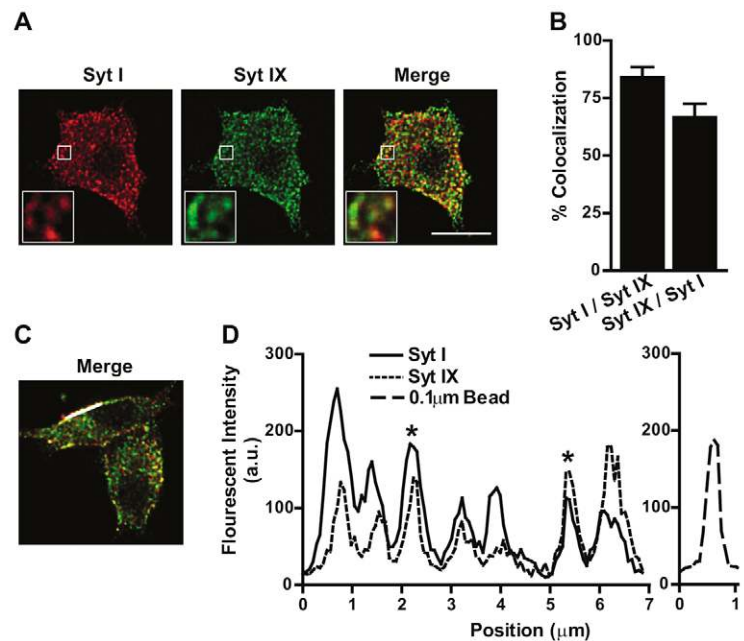 A
Syt I
Syt IX
Merge
B
100
75
50
25
0
% Colocalization
Syt I / Syt IX
Syt IX / Syt I
C
Merge
D
Syt I
Syt IX
0.1μm Bead
300
200
100
0
Flourescent Intensity
(a.u.)
*
*
0 1 2 3 4 5 6 7
300
200
100
0
0 1
Position (μm)